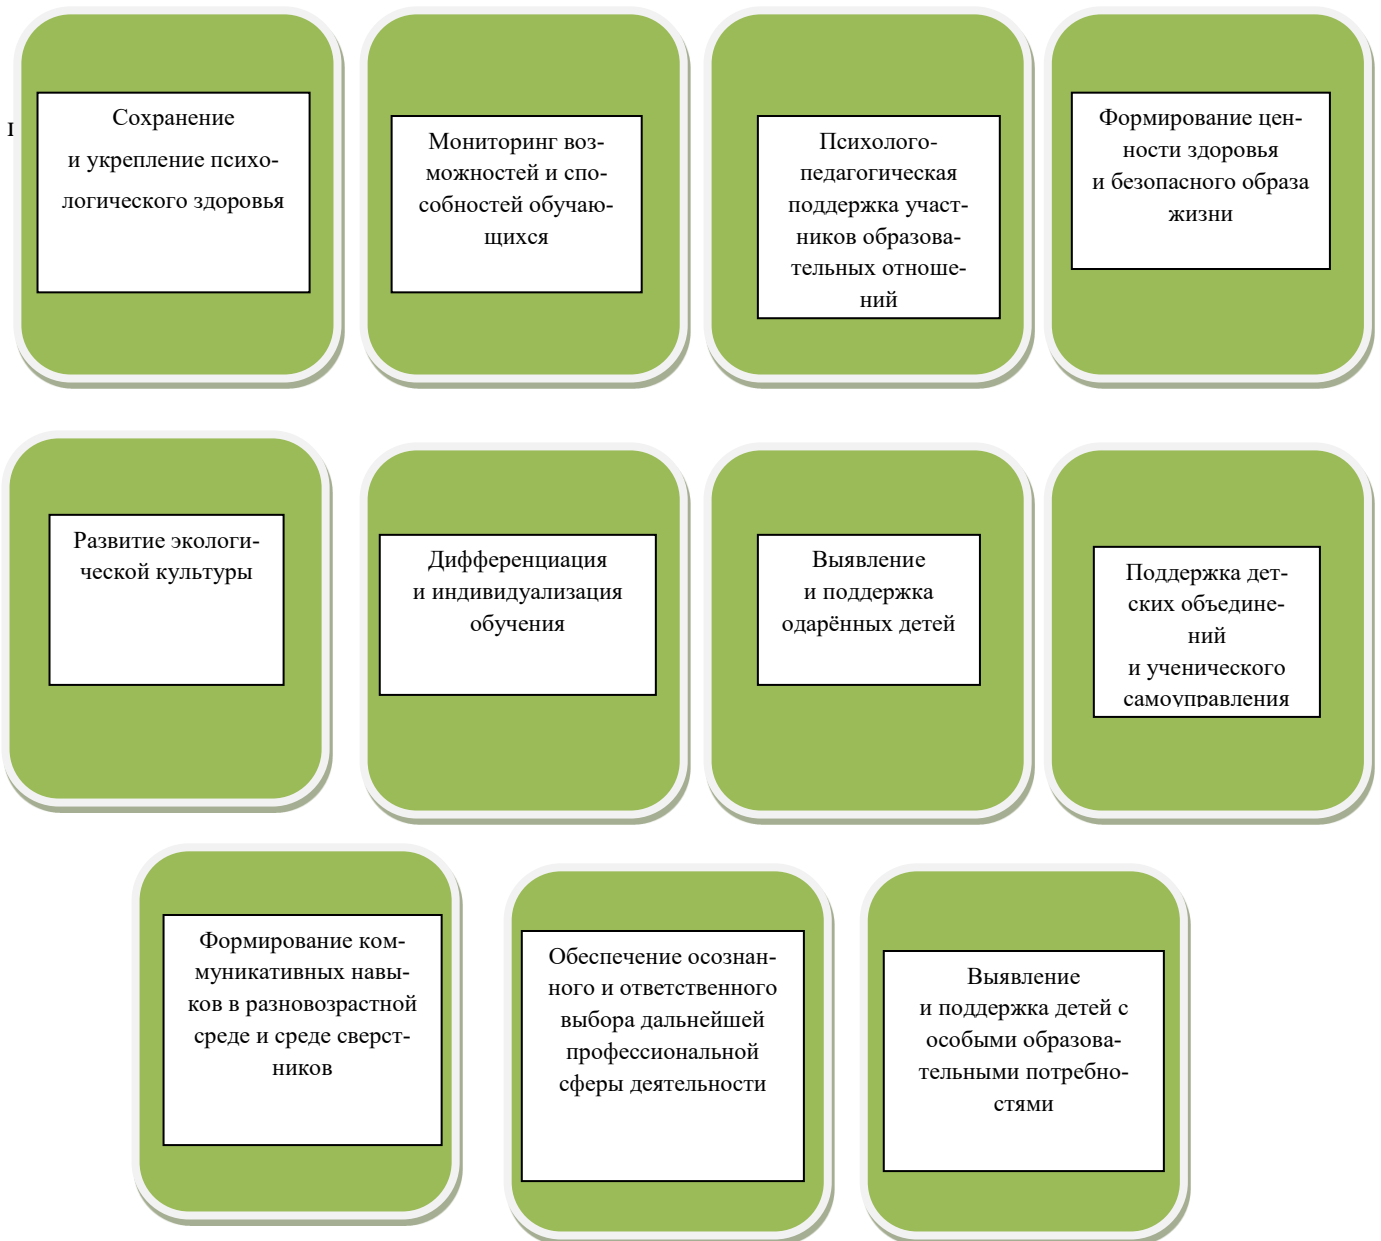 Сохранение
и укрепление психо-
логического здоровья
Мониторинг воз-
можностей и спо-
собностей обучаю-
щихся
Психолого-
педагогическая
поддержка участ-
ников образова-
тельных отноше-
ний
Формирование цен-
ности здоровья
и безопасного образа
жизни
Развитие экологи-
ческой культуры
Дифференциация
и индивидуализация
обучения
Выявление
и поддержка
одарённых детей
Поддержка дет-
ских объедине-
ний
и ученического
самоуправления
Формирование ком-
муникативных навы-
ков в разновозрастной
среде и среде сверст-
ников
Обеспечение осознан-
ного и ответственного
выбора дальнейшей
профессиональной
сферы деятельности
Выявление
и поддержка детей с
особыми образова-
тельными потребно-
стями